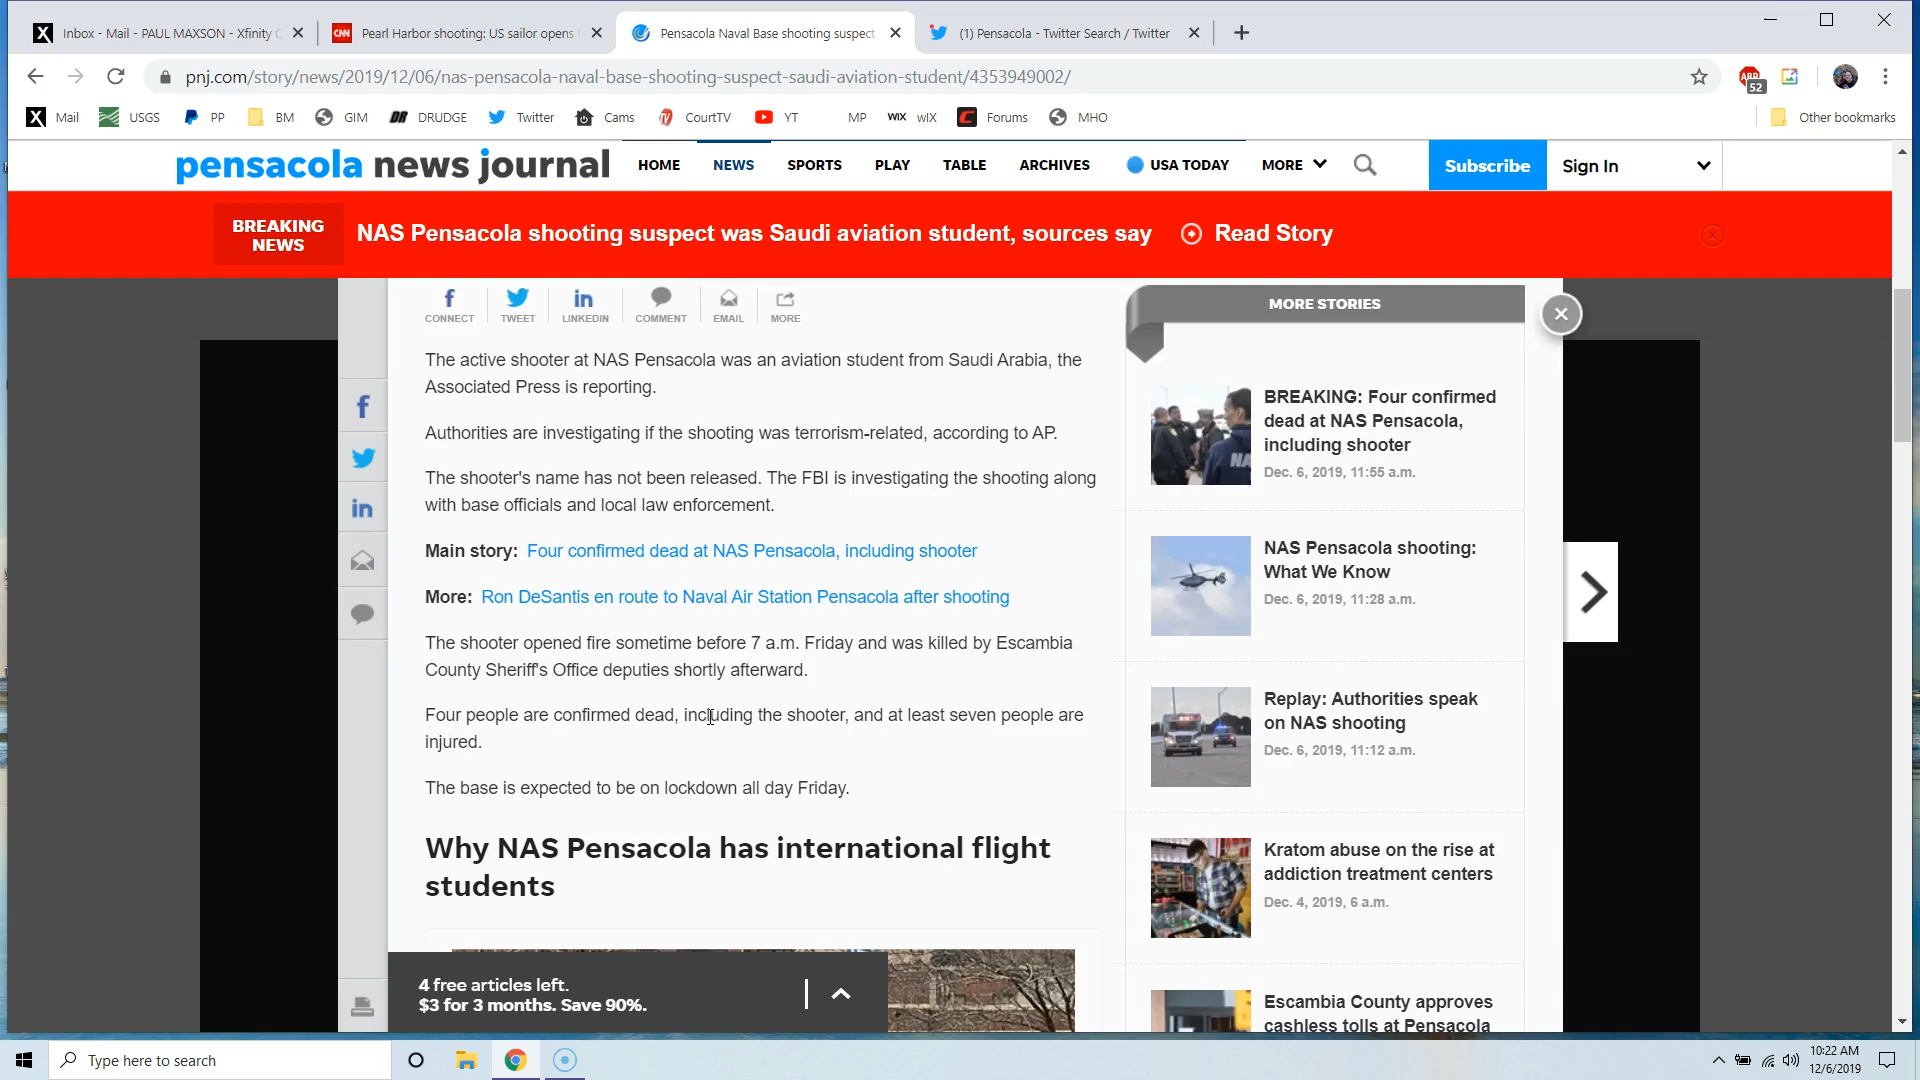 Inbox - Mail - PAUL MAXSON - Xfinity C
Pearl Harbor shooting: US sailor opens f
Pensacola Naval Base shooting suspect
(1) Pensacola - Twitter Search / Twitter
pnj.com/story/news/2019/12/06/nas-pensacola-naval-base-shooting-suspect-saudi-aviation-student/4353949002/
ABP 52
Mail USGS PP BM GIM DR DRUDGE Twitter Cams CourtTV YT MP WIX wIX Forums MHO Other bookmarks
pensacola news journal HOME NEWS SPORTS PLAY TABLE ARCHIVES USA TODAY MORE Subscribe Sign In
BREAKING NEWS
NAS Pensacola shooting suspect was Saudi aviation student, sources say Read Story
CONNECT TWEET LINKEDIN COMMENT EMAIL MORE
The active shooter at NAS Pensacola was an aviation student from Saudi Arabia, the
Associated Press is reporting.
Authorities are investigating if the shooting was terrorism-related, according to AP.
The shooter's name has not been released. The FBI is investigating the shooting along
with base officials and local law enforcement.
Main story: Four confirmed dead at NAS Pensacola, including shooter
More: Ron DeSantis en route to Naval Air Station Pensacola after shooting
The shooter opened fire sometime before 7 a.m. Friday and was killed by Escambia
County Sheriff's Office deputies shortly afterward.
Four people are confirmed dead, including the shooter, and at least seven people are
injured.
The base is expected to be on lockdown all day Friday.
Why NAS Pensacola has international flight
students
4 free articles left.
$3 for 3 months. Save 90%.
MORE STORIES
BREAKING: Four confirmed
dead at NAS Pensacola,
including shooter
Dec. 6, 2019, 11:55 a.m.
NAS Pensacola shooting:
What We Know
Dec. 6, 2019, 11:28 a.m.
Replay: Authorities speak
on NAS shooting
Dec. 6, 2019, 11:12 a.m.
Kratom abuse on the rise at
addiction treatment centers
Dec. 4, 2019, 6 a.m.
Escambia County approves
cashless tolls at Pensacola
Type here to search
10:22 AM
12/6/2019